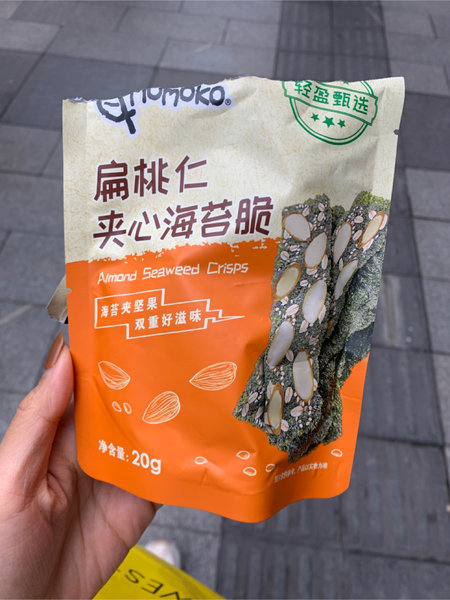 MOMOKO®
轻盈甄选
扁桃仁
夹心海苔脆
Almond Seaweed Crisps
海苔夹坚果
双重好滋味
净含量: 20g